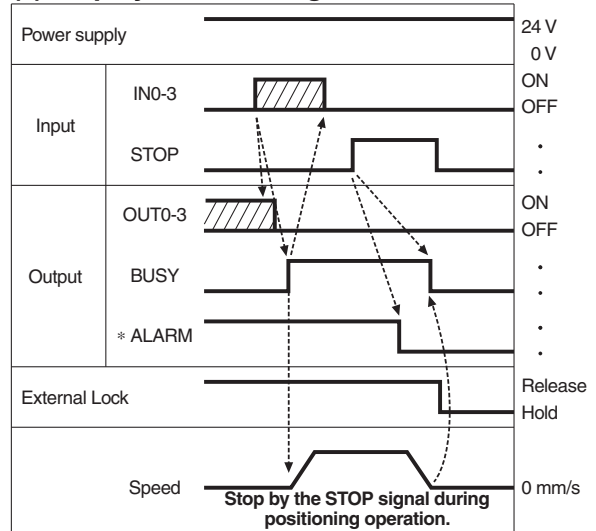 Power supply
24 V
0 V
Input
IN0-3
ON
OFF
STOP
Output
OUT0-3
ON
OFF
BUSY
* ALARM
External Lock
Release
Hold
Speed
0 mm/s
Stop by the STOP signal during
positioning operation.